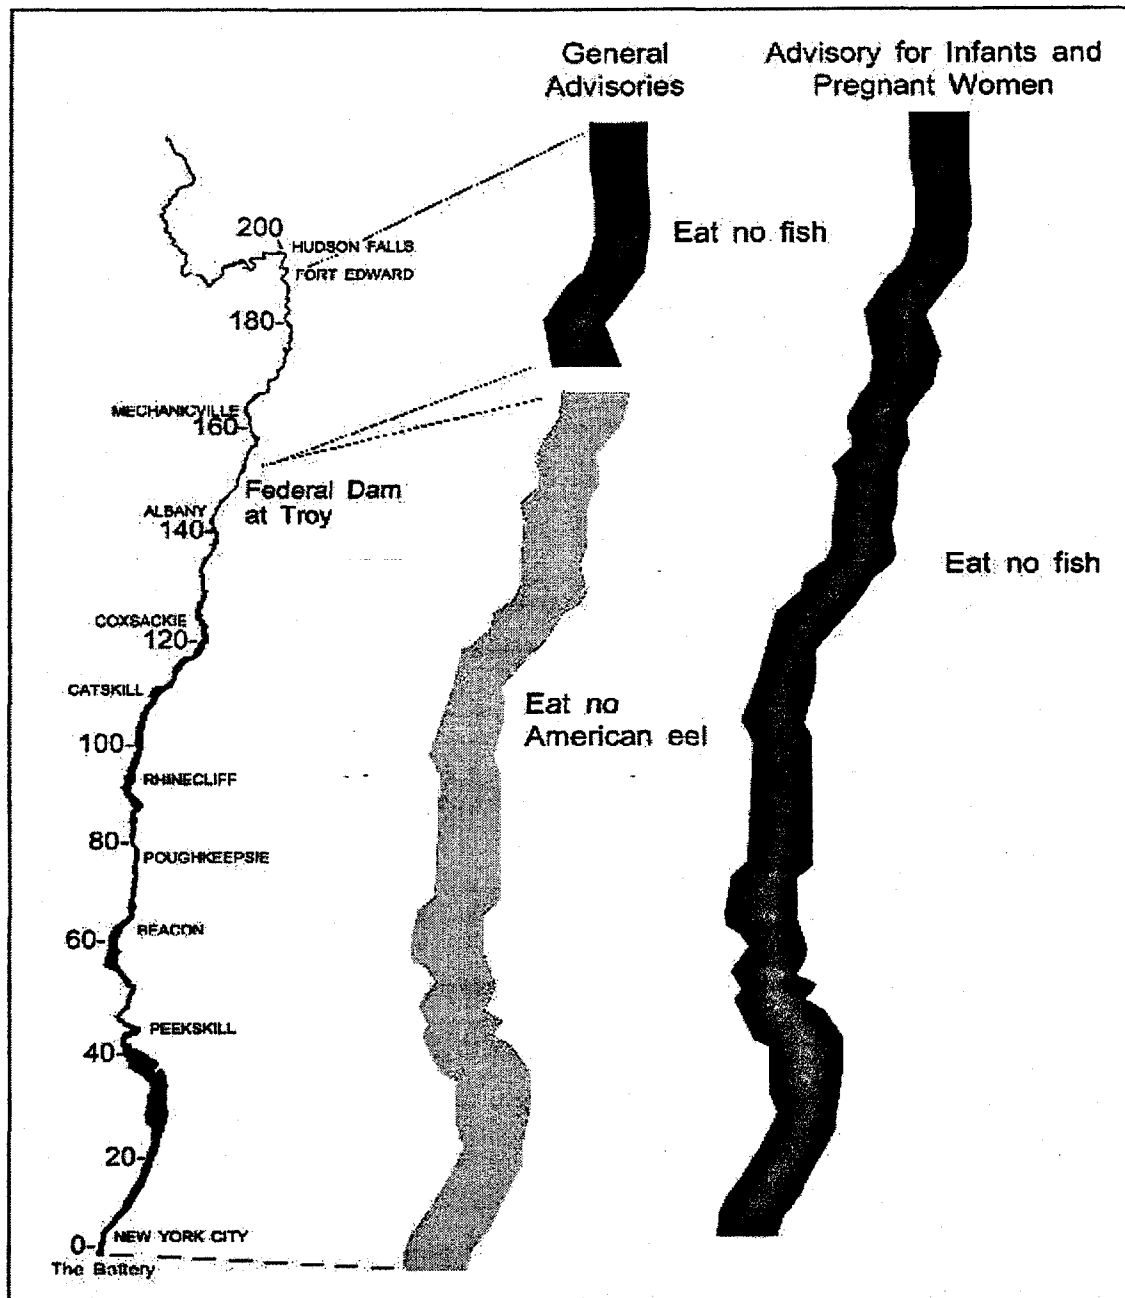 General
Advisories
Advisory for Infants and
Pregnant Women
200
HUDSON FALLS
FORT EDWARD
Eat no fish
180-
MECHANICVILLE
160-
Federal Dam
at Troy
ALBANY
140-
Eat no fish
COXSACKIE
120-
CATSKILL
Eat no
American eel
100-
RHINECLIFF
80-
POUGHKEEPSIE
BEACON
60-
PEEKSKILL
40-
20-
NEW YORK CITY
0-
The Battery